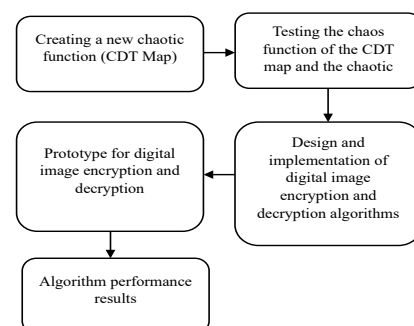 Creating a new chaotic
function (CDT Map)
Testing the chaos
function of the CDT
map and the chaotic
Design and
implementation of
digital image
encryption and
decryption algorithms
Prototype for digital
image encryption and
decryption
Algorithm performance
results